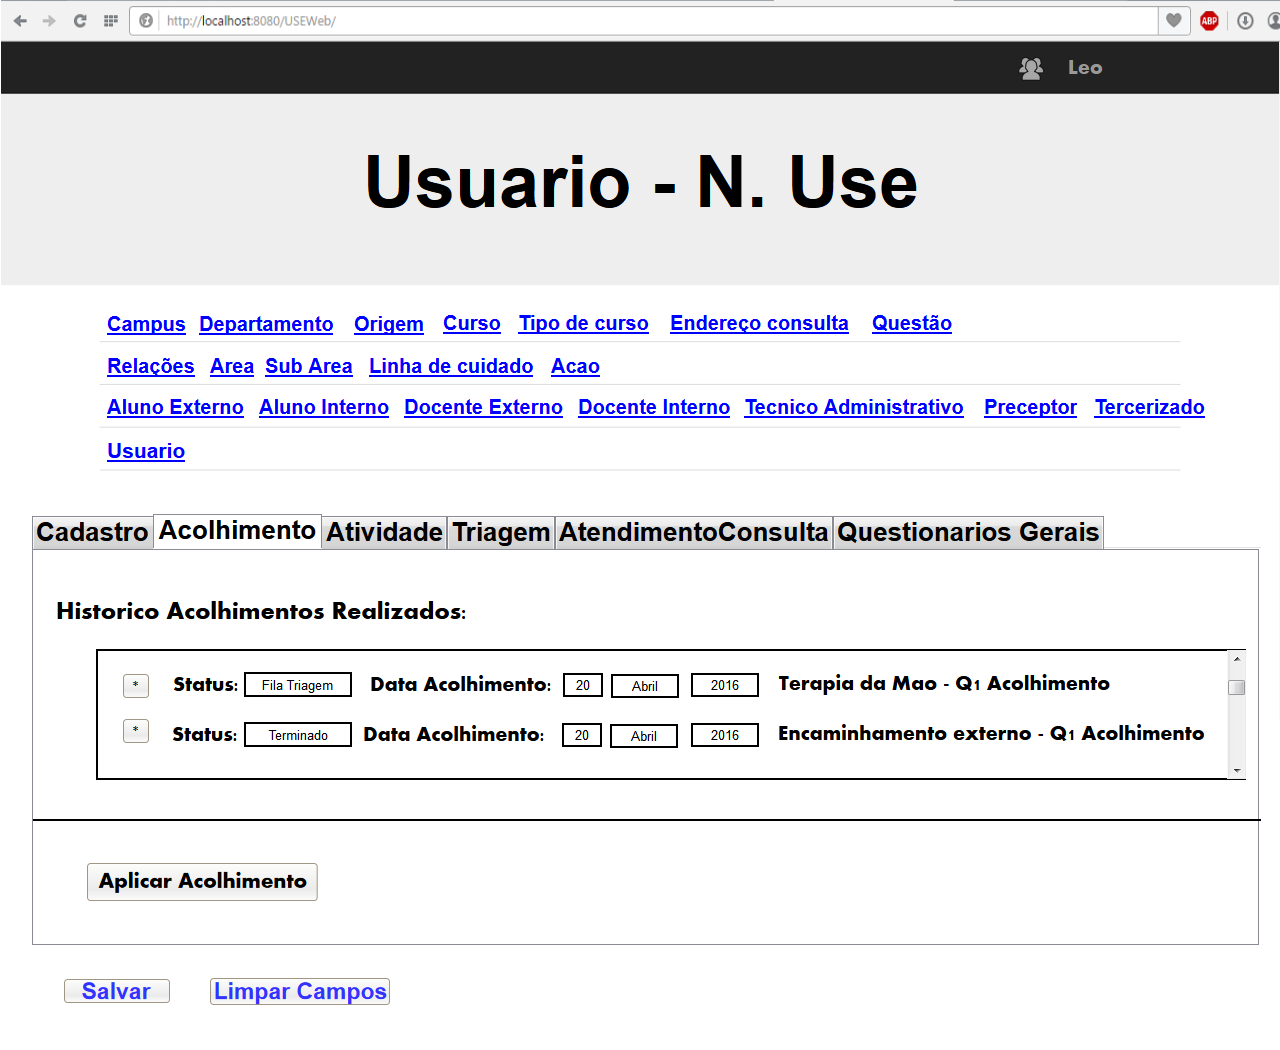 http://localhost:8080/USEWeb/
ABP
Leo
Usuario - N. Use
Campus Departamento Origem Curso Tipo de curso Endereço consulta Questão
Relações Area Sub Area Linha de cuidado Acao
Aluno Externo Aluno Interno Docente Externo Docente Interno Tecnico Administrativo Preceptor Tercerizado
Usuario
Cadastro Acolhimento Atividade Triagem AtendimentoConsulta Questionarios Gerais
Historico Acolhimentos Realizados:
* Status: Fila Triagem Data Acolhimento: 20 Abril 2016 Terapia da Mao - Q1 Acolhimento
* Status: Terminado Data Acolhimento: 20 Abril 2016 Encaminhamento externo - Q1 Acolhimento
Aplicar Acolhimento
Salvar Limpar Campos